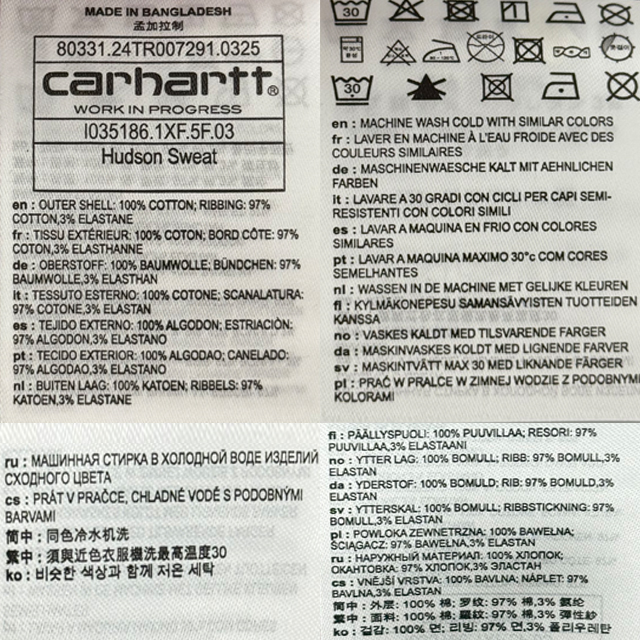 MADE IN BANGLADESH
孟加拉制
80331.24TR007291.0325
carhartt®
WORK IN PROGRESS
I035186.1XF.5F.03
Hudson Sweat
en : OUTER SHELL: 100% COTTON; RIBBING: 97%
COTTON,3% ELASTANE
fr : TISSU EXTÉRIEUR: 100% COTON; BORD CÔTE: 97%
COTON,3% ELASTHANNE
de : OBERSTOFF: 100% BAUMWOLLE; BÜNDCHEN: 97%
BAUMWOLLE,3% ELASTHAN
it : TESSUTO ESTERNO: 100% COTONE; SCANALATURA:
97% COTONE,3% ELASTAN
es : TEJIDO EXTERNO: 100% ALGODON; ESTRIACIÒN:
97% ALGODON,3% ELASTANO
pt : TECIDO EXTERIOR: 100% ALGODAO; CANELADO:
97% ALGODAO,3% ELASTANO
nl : BUITEN LAAG: 100% KATOEN; RIBBELS: 97%
KATOEN,3% ELASTANE
30
30
en : MACHINE WASH COLD WITH SIMILAR COLORS
fr : LAVER EN MACHINE À L'EAU FROIDE AVEC DES
COULEURS SIMILAIRES
de : MASCHINENWAESCHE KALT MIT AEHNLICHEN
FARBEN
it : LAVARE A 30 GRADI CON CICLI PER CAPI SEMI-
RESISTENTI CON COLORI SIMILI
es : LAVAR A MAQUINA EN FRIO CON COLORES
SIMILARES
pt : LAVAR A MAQUINA MAXIMO 30°c COM CORES
SEMELHANTES
nl : WASSEN IN DE MACHINE MET GELIJKE KLEUREN
fi : KYLMÄKONEPESU SAMANSÄVYISTEN TUOTTEIDEN
KANSSA
no : VASKES KALDT MED TILSVARENDE FARGER
da : MASKINVASKES KOLDT MED LIGNENDE FARVER
sv : MASKINTVÄTT MAX 30 MED LIKNANDE FÄRGER
pl : PRAĆ W PRALCE W ZIMNEJ WODZIE Z PODOBNYMI
KOLORAMI
ru : МАШИННАЯ СТИРКА В ХОЛОДНОЙ ВОДЕ ИЗДЕЛИЙ
СХОДНОГО ЦВЕТА
cs : PRÁT V PRAČCE, CHLADNÉ VODĚ S PODOBNÝMI
BARVAMI
简中 : 同色冷水机洗
繁中 : 須與近色衣服機洗最高溫度30
ko : 비슷한 색상과 함께 저온 세탁
fi : PÄÄLLYSPUOLI: 100% PUUVILLAA; RESORI: 97%
PUUVILLAA,3% ELASTAANI
no : YTTER LAG: 100% BOMULL; RIBB: 97% BOMULL,3%
ELASTAN
da : YDERSTOF: 100% BOMULD; RIB: 97% BOMULD,3%
ELASTAN
sv : YTTERSKAL: 100% BOMULL; RIBBSTICKNING: 97%
BOMULL,3% ELASTAN
pl : POWŁOKA ZEWNETRZNA: 100% BAWEŁNA;
ŚCIĄGACZ: 97% BAWEŁNA,3% ELASTAN
ru : НАРУЖНЫЙ МАТЕРИАЛ: 100% ХЛОПОК;
ОКАНТОВКА: 97% ХЛОПОК,3% ЭЛАСТАН
cs : VNĚJŠÍ VRSTVA: 100% BAVLNA; NÁPLET: 97%
BAVLNA,3% ELASTAN
简中 : 外层: 100% 棉; 罗纹: 97% 棉,3% 氨纶
繁中 : 面料: 100% 棉; 羅紋: 97% 棉,3% 彈性紗
ko : 겉감: 100% 면; 리빙: 97% 면,3% 폴리우레탄